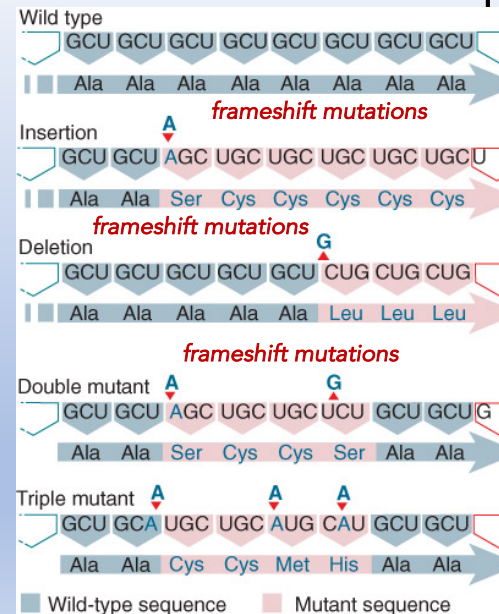 Wild type
GCU GCU GCU GCU GCU GCU GCU GCU
Ala Ala Ala Ala Ala Ala Ala Ala
frameshift mutations
A
Insertion
GCU GCU AGC UGC UGC UGC UGC UGCU
Ala Ala Ser Cys Cys Cys Cys Cys
frameshift mutations
Deletion
G
GCU GCU GCU GCU GCU CUG CUG CUG
Ala Ala Ala Ala Ala Leu Leu Leu
frameshift mutations
Double mutant
A G
GCU GCU AGC UGC UGC UCU GCU GCU G
Ala Ala Ser Cys Cys Ser Ala Ala
Triple mutant
A A A
GCU GCA UGC UGC AUG CAU GCU GCU
Ala Ala Cys Cys Met His Ala Ala
Wild-type sequence Mutant sequence